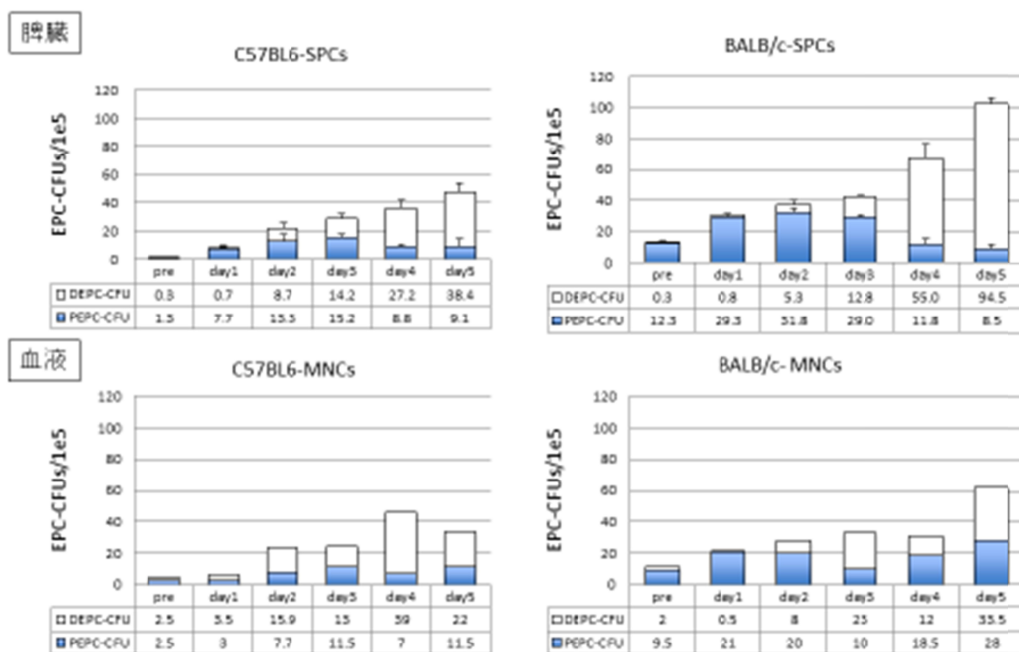 脾臓
C57BL6-SPCs
EPC-CFUs/1e5
120
100
80
60
40
20
0
pre day1 day2 day3 day4 day5
DEPC-CFU 0.3 0.7 8.7 14.2 27.2 38.4
PEPC-CFU 7.7 13.3 15.2 8.8 9.1
BALB/c-SPCs
EPC-CFUs/1e5
120
100
80
60
40
20
0
pre day1 day2 day3 day4 day5
DEPC-CFU 0.3 0.8 5.3 12.8 55.0 94.5
PEPC-CFU 12.3 29.3 31.8 29.0 11.8 8.5
血液
C57BL6-MNCs
EPC-CFUs/1e5
120
100
80
60
40
20
0
pre day1 day2 day3 day4 day5
DEPC-CFU 2.5 3.5 15.9 13 39 22
PEPC-CFU 2.5 3 7.7 11.5 7 11.5
BALB/c- MNCs
EPC-CFUs/1e5
120
100
80
60
40
20
0
pre day1 day2 day3 day4 day5
DEPC-CFU 2 0.5 8 23 12 33.5
PEPC-CFU 9.5 21 20 10 18.5 28